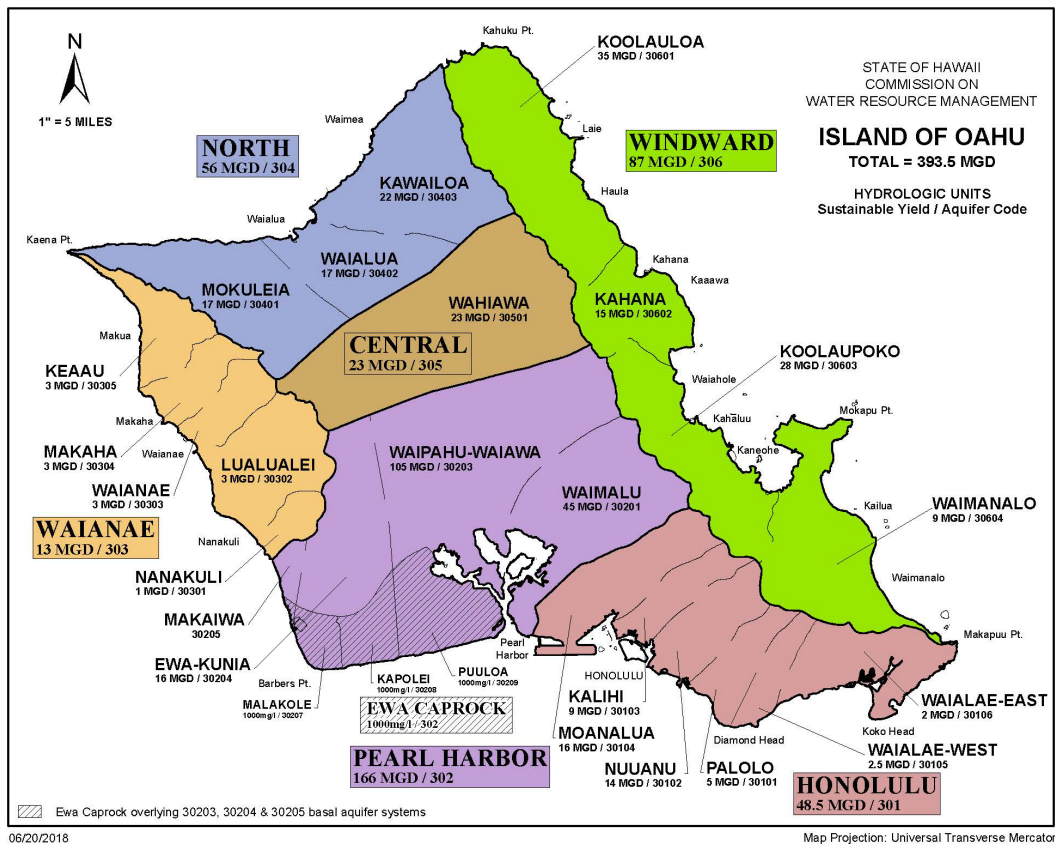 N
1" = 5 MILES
STATE OF HAWAII
COMMISSION ON
WATER RESOURCE MANAGEMENT
ISLAND OF OAHU
TOTAL = 393.5 MGD
HYDROLOGIC UNITS
Sustainable Yield / Aquifer Code
Kahuku Pt.
KOOLAULOA
35 MGD / 30601
Waimea
Laie
NORTH
56 MGD / 304
WINDWARD
87 MGD / 306
KAWAILOA
22 MGD / 30403
Haula
Waialua
Kaena Pt.
WAIALUA
17 MGD / 30402
Kahana
Kaaawa
MOKULEIA
17 MGD / 30401
WAHIAWA
23 MGD / 30501
KAHANA
15 MGD / 30602
Makua
CENTRAL
23 MGD / 305
KOOLAUPOKO
28 MGD / 30603
KEAAU
3 MGD / 30305
Waiahole
Makaha
Kahaluu
Mokapu Pt.
MAKAHA
3 MGD / 30304
Waianae
WAIPAHU-WAIAWA
105 MGD / 30203
Kaneohe
LUALUALEI
3 MGD / 30302
WAIANAE
3 MGD / 30303
WAIMALU
45 MGD / 30201
Kailua
WAIMANALO
9 MGD / 30604
WAIANAE
13 MGD / 303
Nanakuli
NANAKULI
1 MGD / 30301
Waimanalo
MAKAIWA
30205
Makapuu Pt.
Pearl
Harbor
EWA-KUNIA
16 MGD / 30204
Barbers Pt.
PUULOA
1000mg/l / 30209
KAPOLEI
1000mg/l / 30208
MALAKOLE
1000mg/l / 30207
EWA CAPROCK
1000mg/l / 302
HONOLULU
KALIHI
9 MGD / 30103
MOANALUA
16 MGD / 30104
WAIALAE-EAST
2 MGD / 30106
Koko Head
Diamond Head
WAIALAE-WEST
2.5 MGD / 30105
PEARL HARBOR
166 MGD / 302
NUUANU
14 MGD / 30102
PALOLO
5 MGD / 30101
HONOLULU
48.5 MGD / 301
Ewa Caprock overlying 30203, 30204 & 30205 basal aquifer systems
06/20/2018
Map Projection: Universal Transverse Mercator